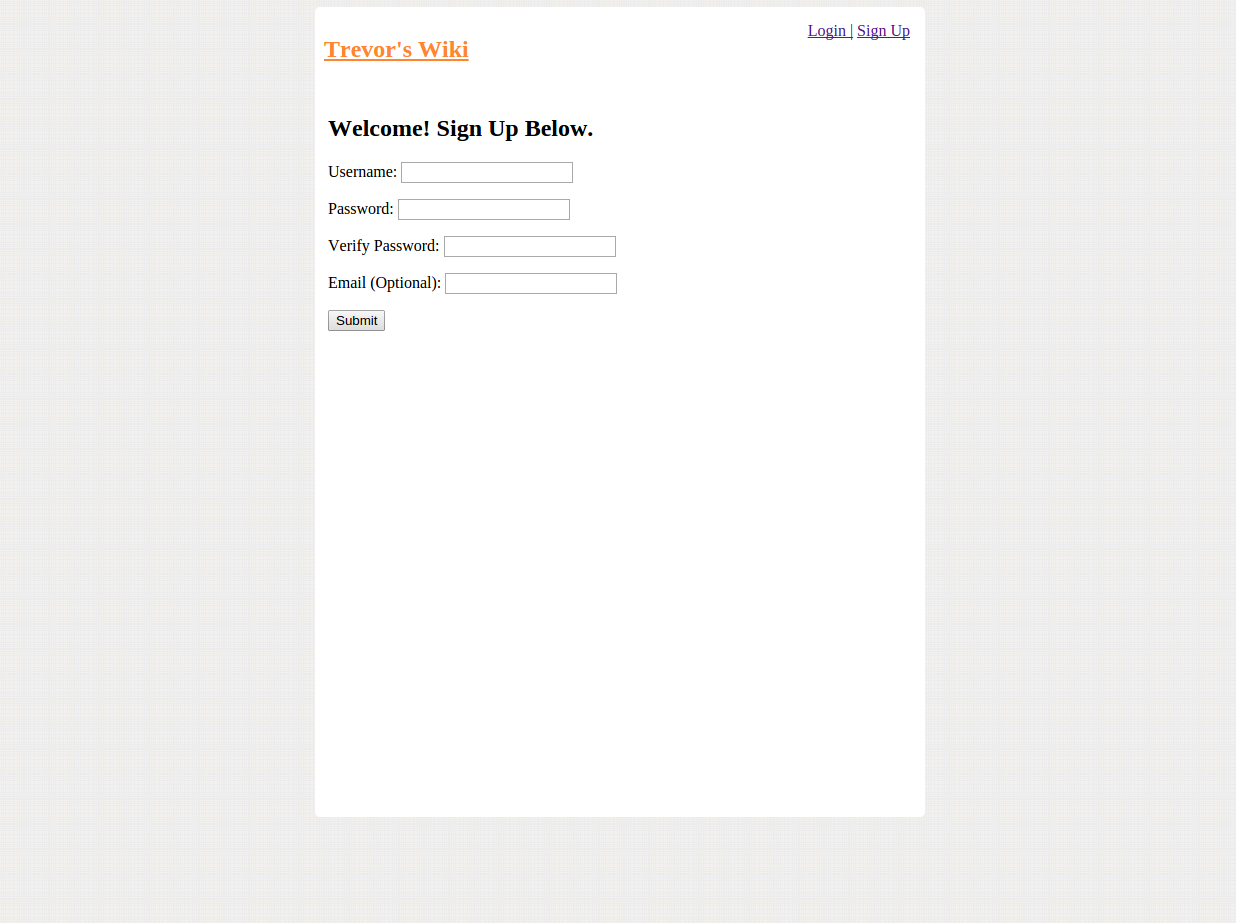 Login | Sign Up
Trevor's Wiki
Welcome! Sign Up Below.
Username:
Password:
Verify Password:
Email (Optional):
Submit